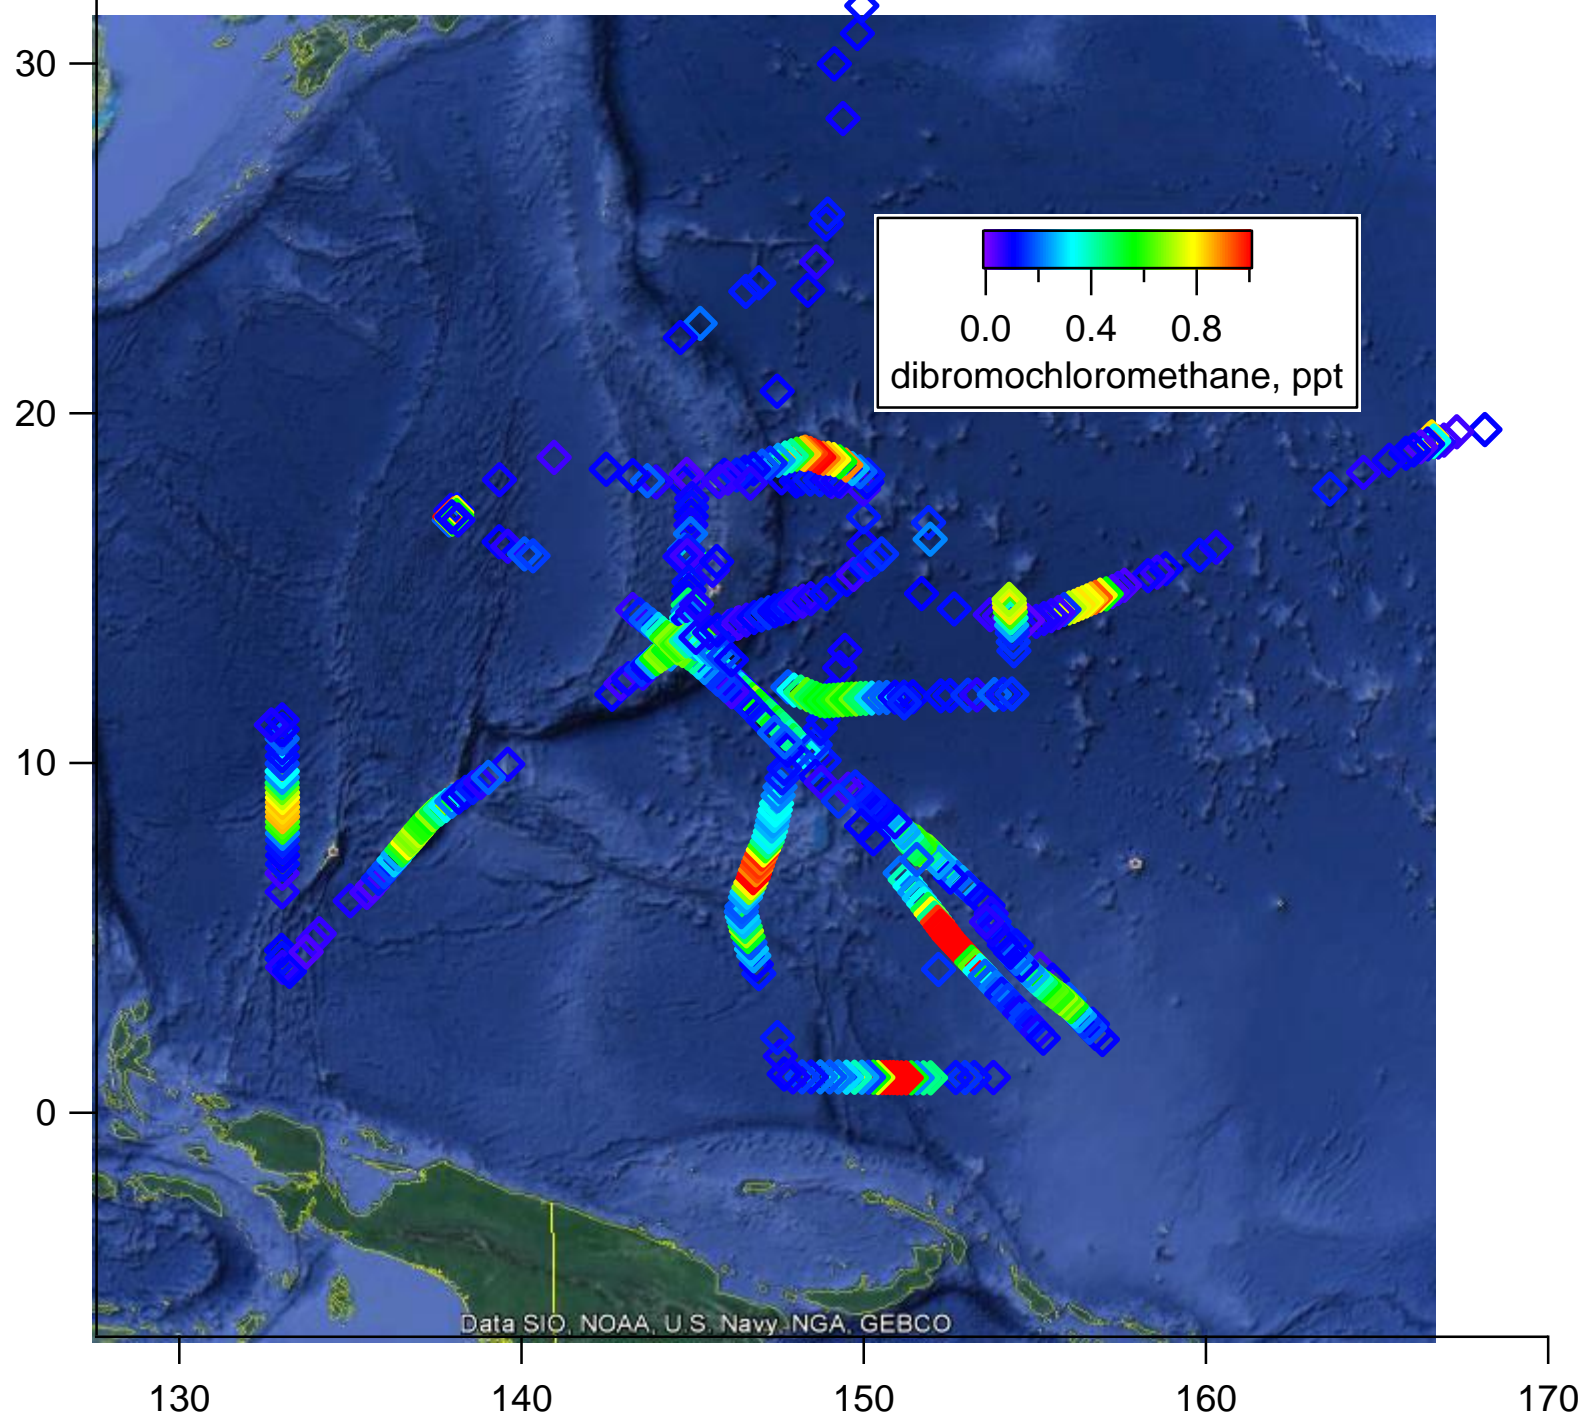 30
20
10
0
0.0 0.4 0.8
dibromochloromethane, ppt
Data SIO, NOAA, U.S. Navy, NGA, GEBCO
130 140 150 160 170